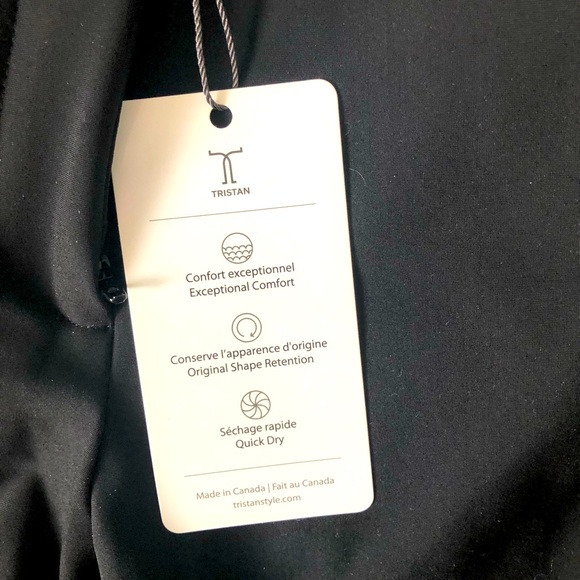 TRISTAN
Confort exceptionnel
Exceptional Comfort
Conserve l'apparence d'origine
Original Shape Retention
Séchage rapide
Quick Dry
Made in Canada | Fait au Canada
tristanstyle.com